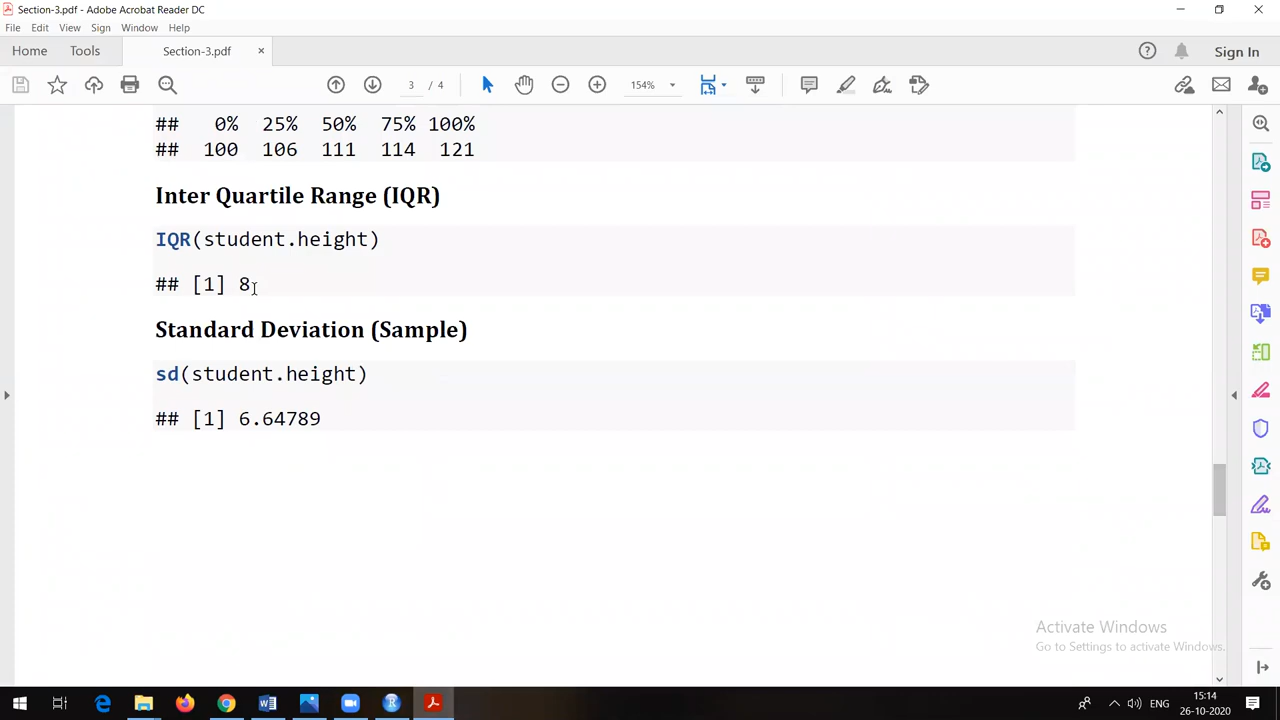 Section-3.pdf - Adobe Acrobat Reader DC
File Edit View Sign Window Help
Home Tools Section-3.pdf × Sign In
3 / 4 154%
## 0% 25% 50% 75% 100%
## 100 106 111 114 121
Inter Quartile Range (IQR)
IQR(student.height)
## [1] 8
Standard Deviation (Sample)
sd(student.height)
## [1] 6.64789
Activate Windows
Go to Settings to activate Windows.
ENG 15:14
26-10-2020